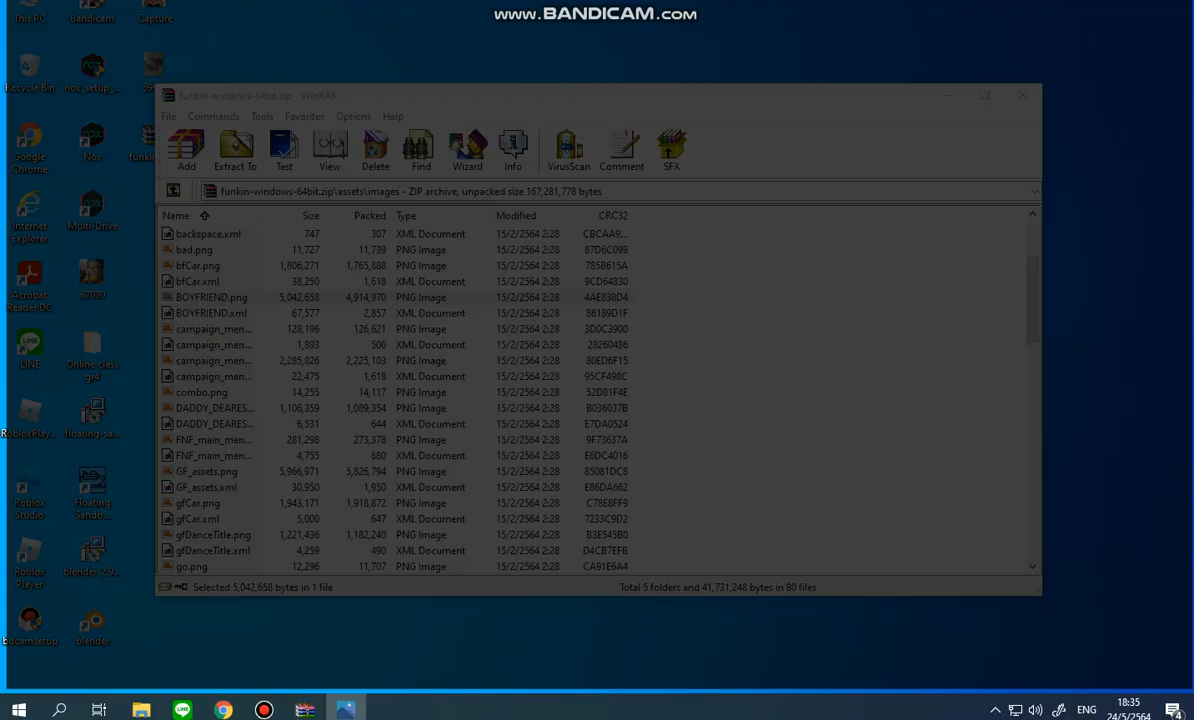 www.BANDICAM.com
This PC
Bandicam
Capture
Recycle Bin
nox_setup_...
Google
Chrome
Nox
Internet
Explorer
Multi-Drive
Acrobat
Reader DC
67070
LINE
Online class
gp4
RobloxPlay...
floating-sa...
Roblox
Studio
Floating
Sandb...
Roblox
Player
blender-2.9...
bdcamsetup
blender
funkin-windows-64bit.zip - WinRAR
File Commands Tools Favorites Options Help
Add Extract To Test View Delete Find Wizard Info VirusScan Comment SFX
funkin-windows-64bit.zip\assets\images - ZIP archive, unpacked size 167,281,778 bytes
Name Size Packed Type Modified CRC32
backspace.xml 747 307 XML Document 15/2/2564 2:28 CBCAA9...
bad.png 11,727 11,739 PNG Image 15/2/2564 2:28 87D6C099
bfCar.png 1,806,271 1,765,888 PNG Image 15/2/2564 2:28 785B615A
bfCar.xml 38,250 1,618 XML Document 15/2/2564 2:28 9CD64830
BOYFRIEND.png 5,042,658 4,914,970 PNG Image 15/2/2564 2:28 4AE838D4
BOYFRIEND.xml 67,577 2,857 XML Document 15/2/2564 2:28 86189D1F
campaign_men... 128,196 126,621 PNG Image 15/2/2564 2:28 3D0C3900
campaign_men... 1,893 506 XML Document 15/2/2564 2:28 28260486
campaign_men... 2,285,826 2,225,103 PNG Image 15/2/2564 2:28 80ED6F15
campaign_men... 22,475 1,618 XML Document 15/2/2564 2:28 95CF498C
combo.png 14,255 14,117 PNG Image 15/2/2564 2:28 52D81F4E
DADDY_DEARES... 1,106,359 1,089,354 PNG Image 15/2/2564 2:28 B036037B
DADDY_DEARES... 6,531 644 XML Document 15/2/2564 2:28 E7DA0524
FNF_main_men... 281,298 273,378 PNG Image 15/2/2564 2:28 9F73637A
FNF_main_men... 4,755 680 XML Document 15/2/2564 2:28 E6DC4016
GF_assets.png 5,966,971 5,826,794 PNG Image 15/2/2564 2:28 85081DC8
GF_assets.xml 30,950 1,950 XML Document 15/2/2564 2:28 E86DA662
gfCar.png 1,943,171 1,918,872 PNG Image 15/2/2564 2:28 C78E8FF9
gfCar.xml 5,000 647 XML Document 15/2/2564 2:28 7233C9D2
gfDanceTitle.png 1,221,436 1,182,240 PNG Image 15/2/2564 2:28 B3E545B0
gfDanceTitle.xml 4,259 490 XML Document 15/2/2564 2:28 D4CB7EFB
go.png 12,296 11,707 PNG Image 15/2/2564 2:28 CA91E6A4
Selected 5,042,658 bytes in 1 file Total 5 folders and 41,731,248 bytes in 80 files
ENG
18:35
24/5/2564
4